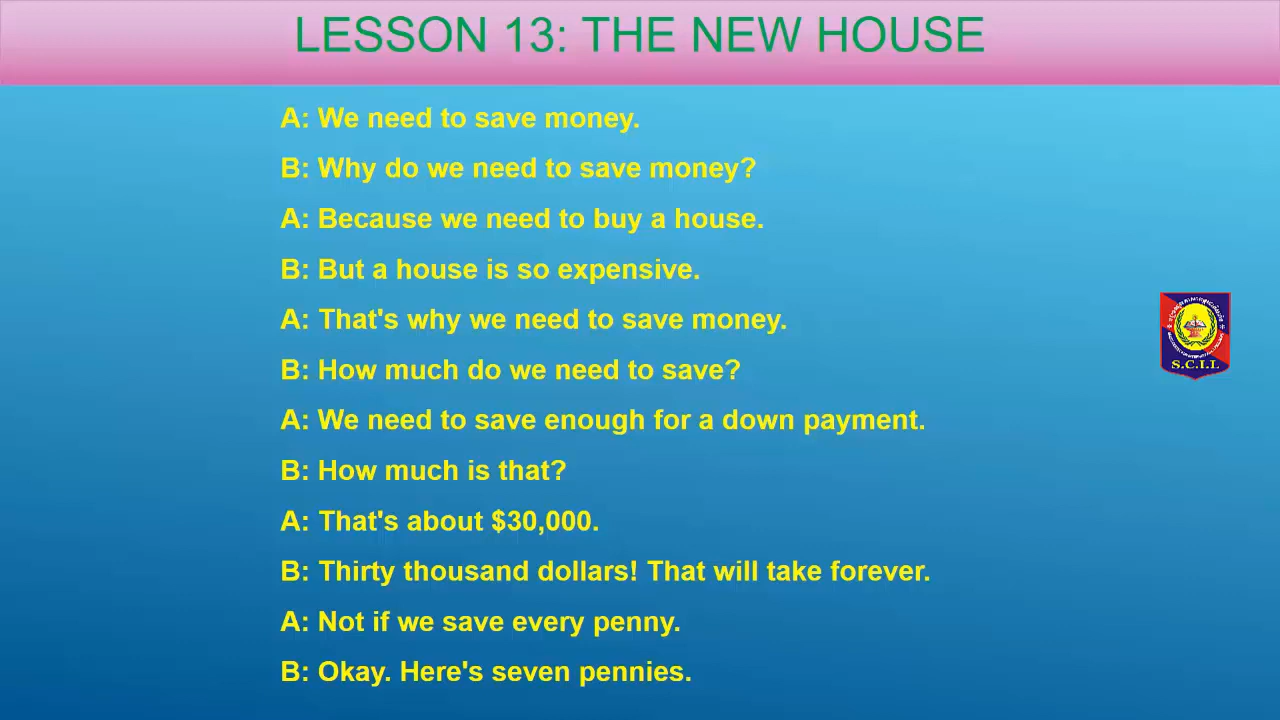 LESSON 13: THE NEW HOUSE
A: We need to save money.
B: Why do we need to save money?
A: Because we need to buy a house.
B: But a house is so expensive.
A: That's why we need to save money.
B: How much do we need to save?
A: We need to save enough for a down payment.
B: How much is that?
A: That's about $30,000.
B: Thirty thousand dollars! That will take forever.
A: Not if we save every penny.
B: Okay. Here's seven pennies.
S.C.I.L